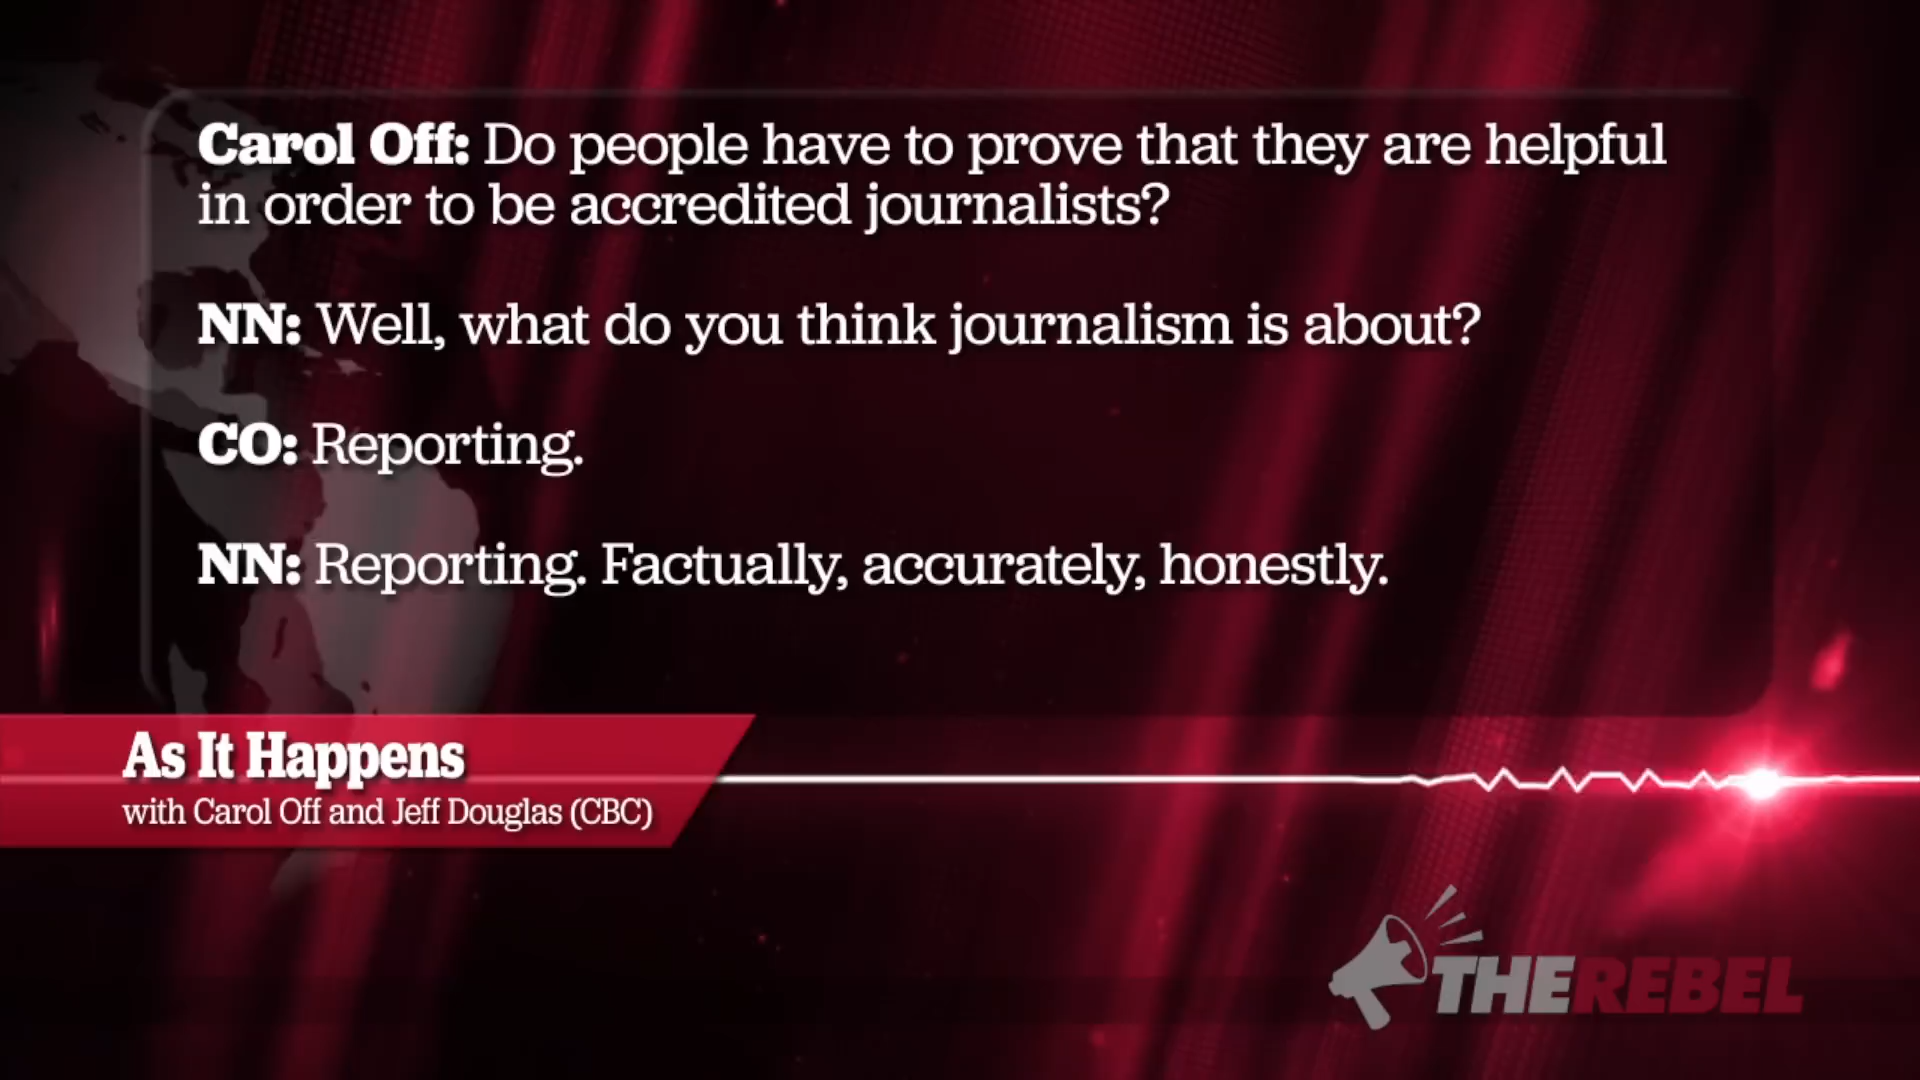 Carol Off: Do people have to prove that they are helpful
in order to be accredited journalists?
NN: Well, what do you think journalism is about?
CO: Reporting.
NN: Reporting. Factually, accurately, honestly.
As It Happens
with Carol Off and Jeff Douglas (CBC)
THEREBEL